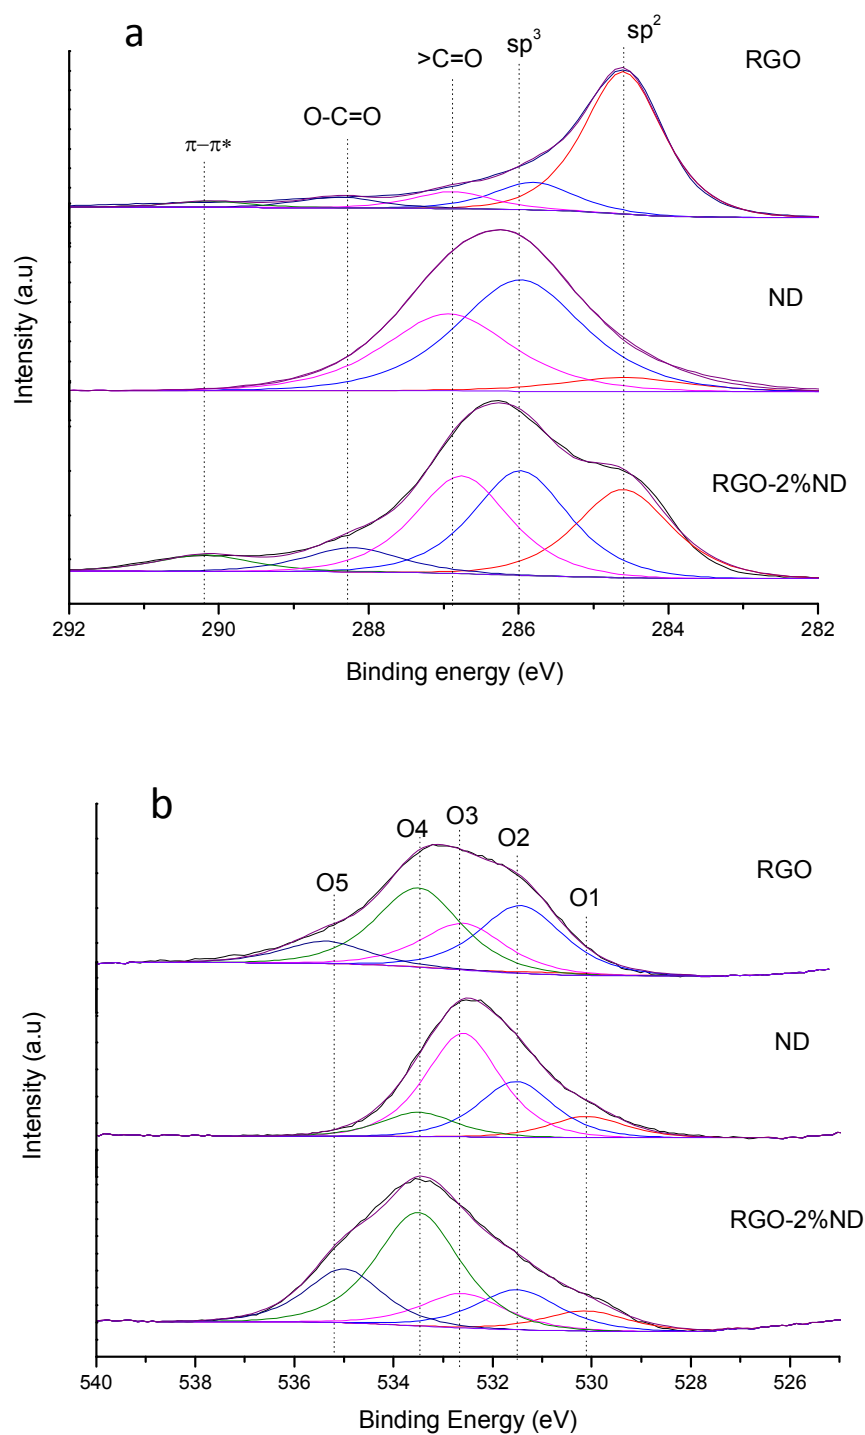 a
sp³
sp²
>C=O
RGO
O-C=O
π–π*
ND
RGO-2%ND
Intensity (a.u)
292
290
288
286
284
282
Binding energy (eV)
b
O3
O4
O2
RGO
O5
O1
ND
RGO-2%ND
Intensity (a.u)
540
538
536
534
532
530
528
526
Binding Energy (eV)